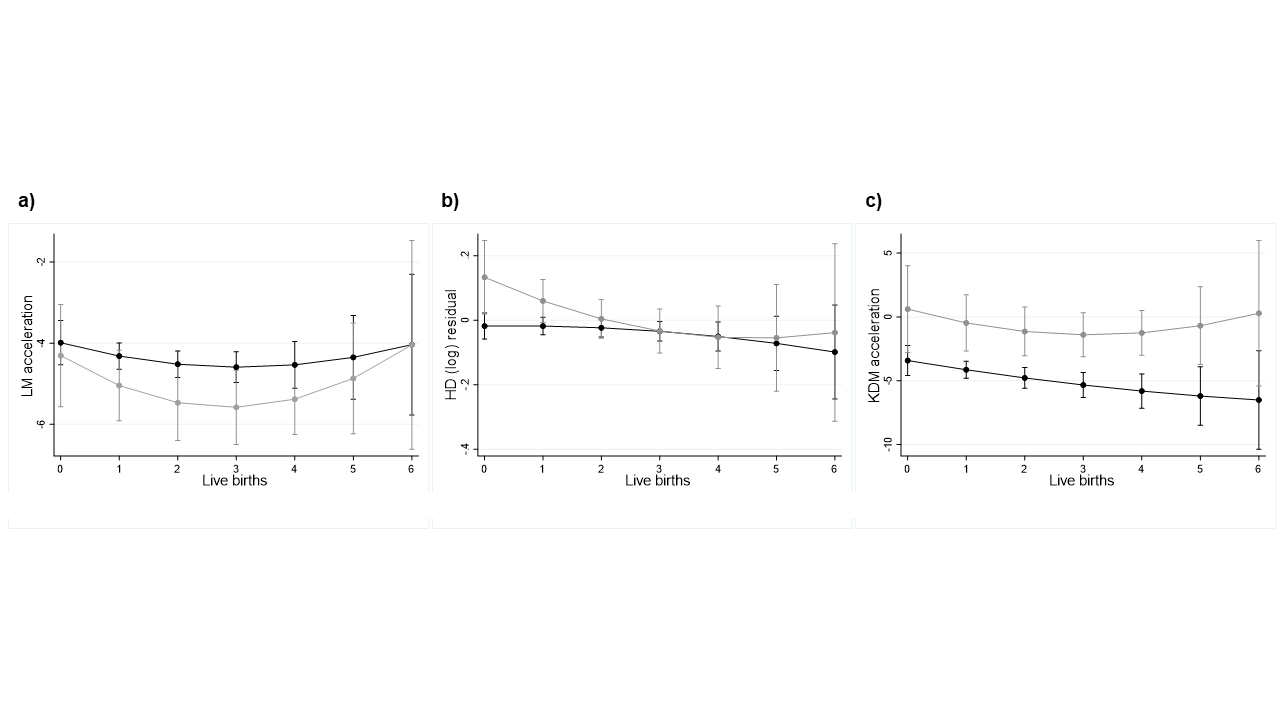 a)
-2
-4
-6
LM acceleration
0 1 2 3 4 5 6
Live births
b)
.2
0
-.2
-.4
HD (log) residual
0 1 2 3 4 5 6
Live births
c)
5
0
-5
-10
KDM acceleration
0 1 2 3 4 5 6
Live births